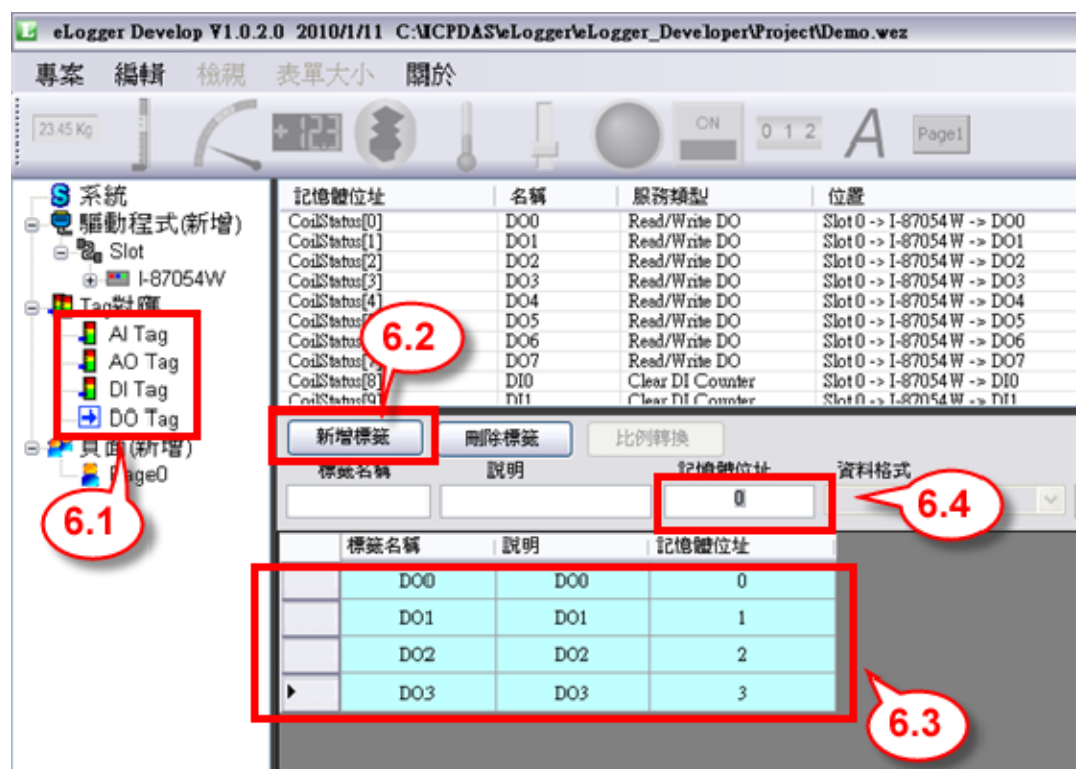 eLogger Develop V1.0.2.0 2010/1/11 C:\ICPDAS\eLogger\eLogger_Developer\Project\Demo.wez
專案 編輯 檢視 表單大小 關於
23.45 Kg +12.3 ON 0 1 2 A Page1
系統
驅動程式(新增)
Slot
I-87054W
Tag對應
AI Tag
AO Tag
DI Tag
DO Tag
頁面(新增)
Page0
6.1
記憶體位址 名稱 服務類型 位置
CoilStatus[0] DO0 Read/Write DO Slot 0 -> I-87054W -> DO0
CoilStatus[1] DO1 Read/Write DO Slot 0 -> I-87054W -> DO1
CoilStatus[2] DO2 Read/Write DO Slot 0 -> I-87054W -> DO2
CoilStatus[3] DO3 Read/Write DO Slot 0 -> I-87054W -> DO3
CoilStatus[4] DO4 Read/Write DO Slot 0 -> I-87054W -> DO4
DO5 Read/Write DO Slot 0 -> I-87054W -> DO5
DO6 Read/Write DO Slot 0 -> I-87054W -> DO6
DO7 Read/Write DO Slot 0 -> I-87054W -> DO7
CoilStatus[8] DI0 Clear DI Counter Slot 0 -> I-87054W -> DI0
CoilStatus[9] DI1 Clear DI Counter Slot 0 -> I-87054W -> DI1
6.2
新增標籤 刪除標籤 比例轉換
標籤名稱 說明 記憶體位址 資料格式
0
6.4
標籤名稱 說明 記憶體位址
DO0 DO0 0
DO1 DO1 1
DO2 DO2 2
DO3 DO3 3
6.3